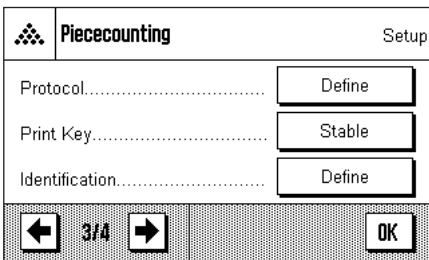 Piececounting Setup
Protocol................................ Define
Print Key............................... Stable
Identification........................... Define
3/4 OK